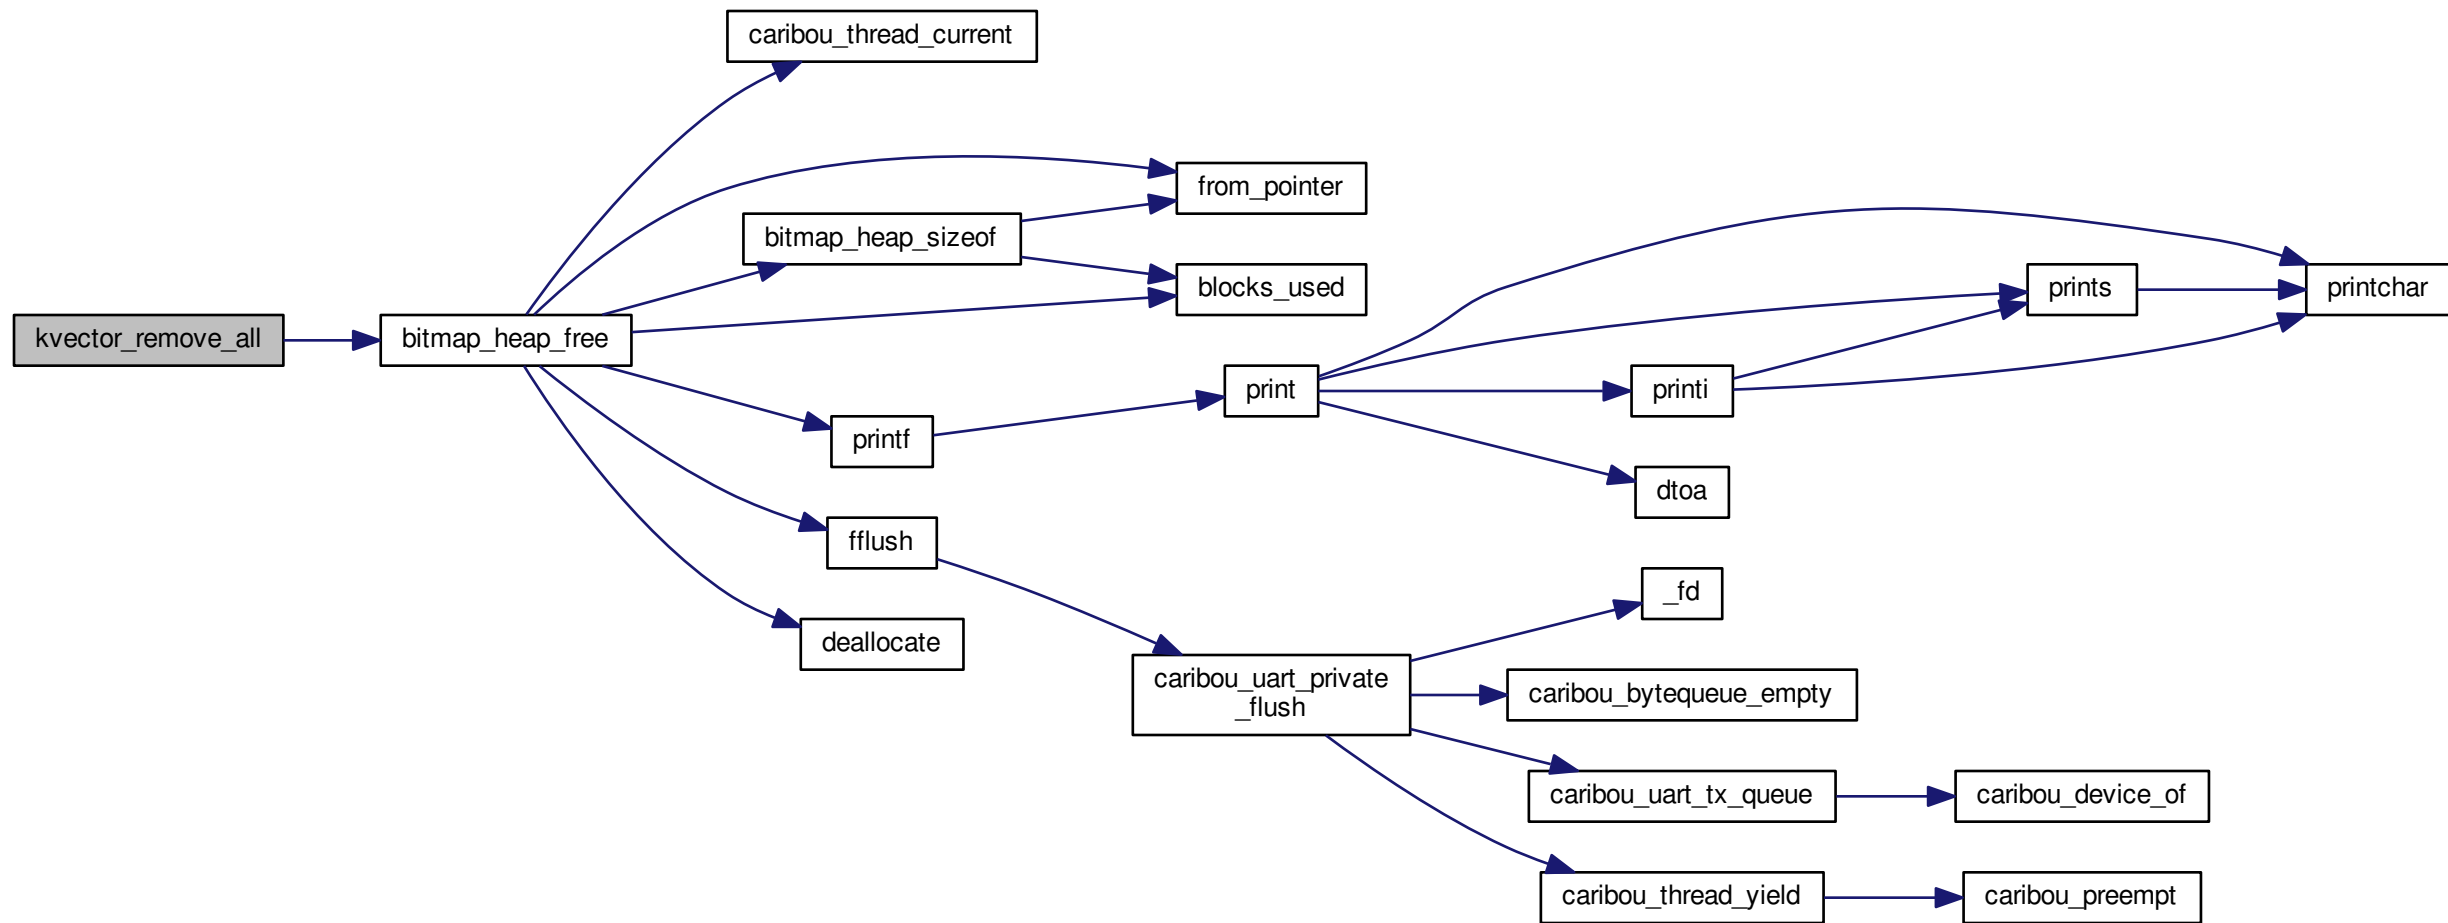 caribou_thread_current
from_pointer
bitmap_heap_sizeof
blocks_used
prints
printchar
kvector_remove_all
bitmap_heap_free
print
printi
printf
dtoa
fflush
_fd
deallocate
caribou_uart_private
_flush
caribou_bytequeue_empty
caribou_uart_tx_queue
caribou_device_of
caribou_thread_yield
caribou_preempt